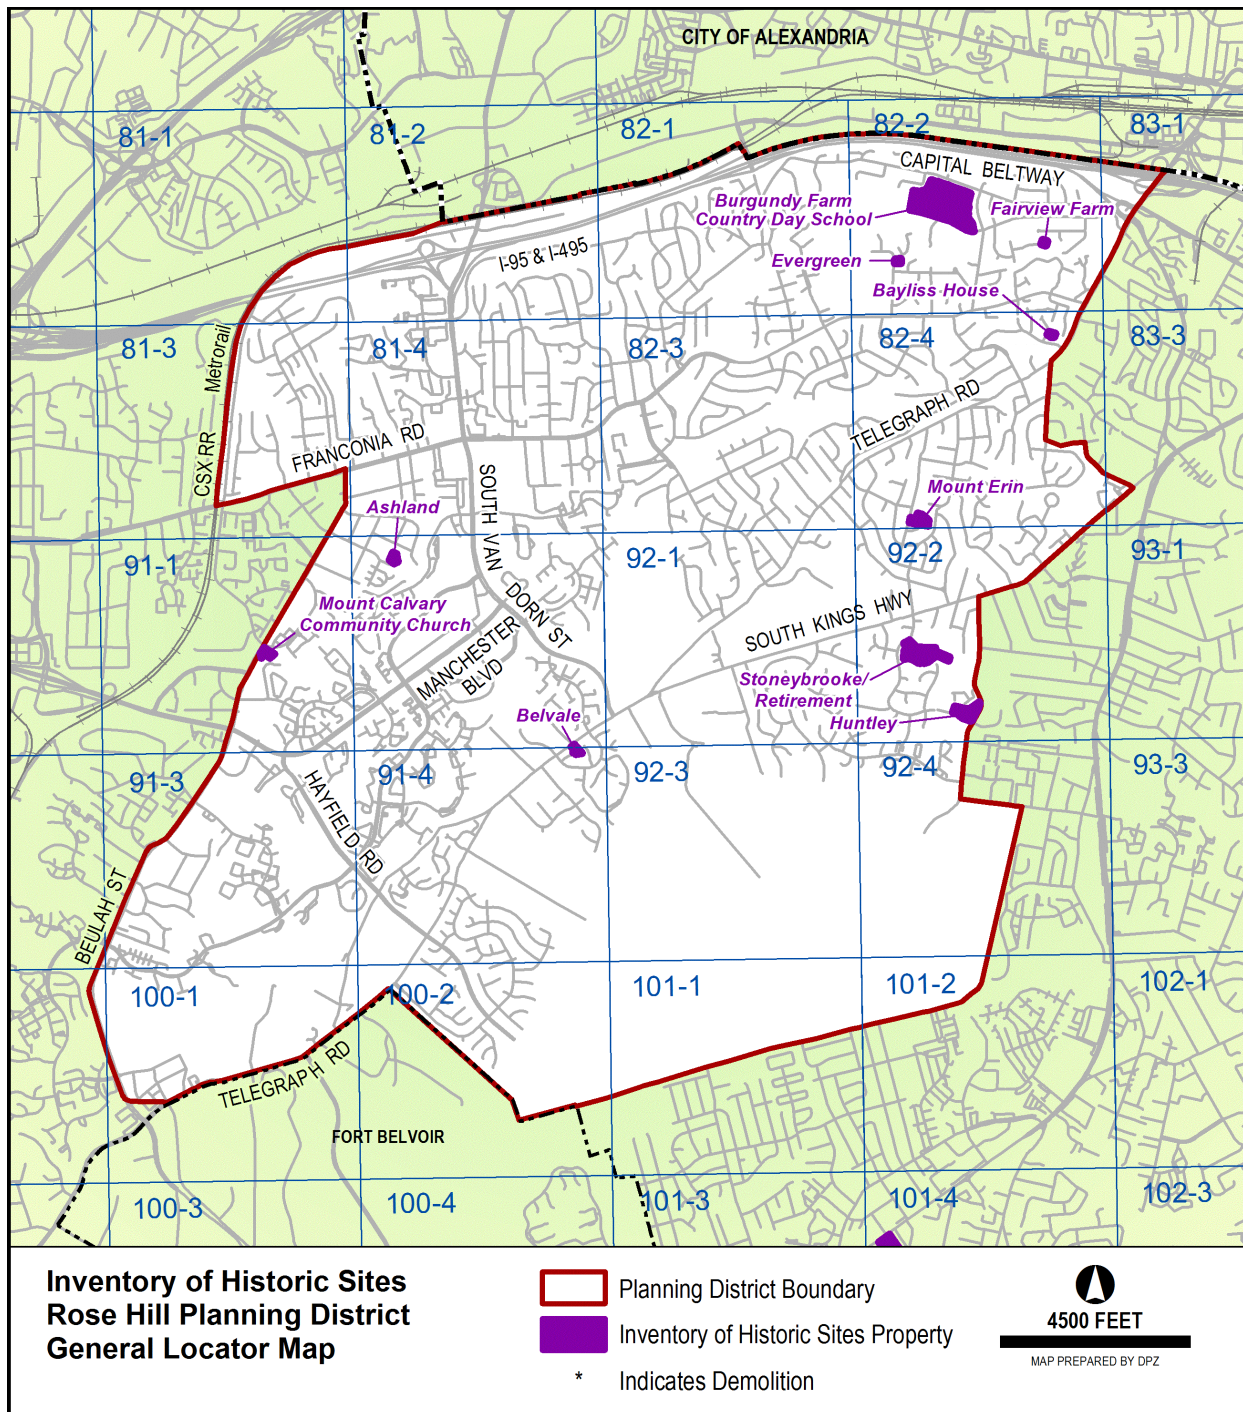 CITY OF ALEXANDRIA
81-1
81-2
82-1
82-2
83-1
CAPITAL BELTWAY
Burgundy Farm
Country Day School
Fairview Farm
I-95 & I-495
Evergreen
Bayliss House
81-3
Metrorail
81-4
82-3
82-4
83-3
TELEGRAPH RD
FRANCONIA RD
CSX RR
SOUTH VAN DORN ST
Ashland
Mount Erin
91-1
92-1
92-2
93-1
Mount Calvary
Community Church
SOUTH KINGS HWY
MANCHESTER
BLVD
Stoneybrooke/
Retirement
Belvale
Huntley
91-3
91-4
92-3
92-4
93-3
HAYFIELD RD
BEULAH ST
100-1
100-2
101-1
101-2
102-1
TELEGRAPH RD
FORT BELVOIR
100-3
100-4
101-3
101-4
102-3
Inventory of Historic Sites
Rose Hill Planning District
General Locator Map
Planning District Boundary
Inventory of Historic Sites Property
* Indicates Demolition
4500 FEET
MAP PREPARED BY DPZ